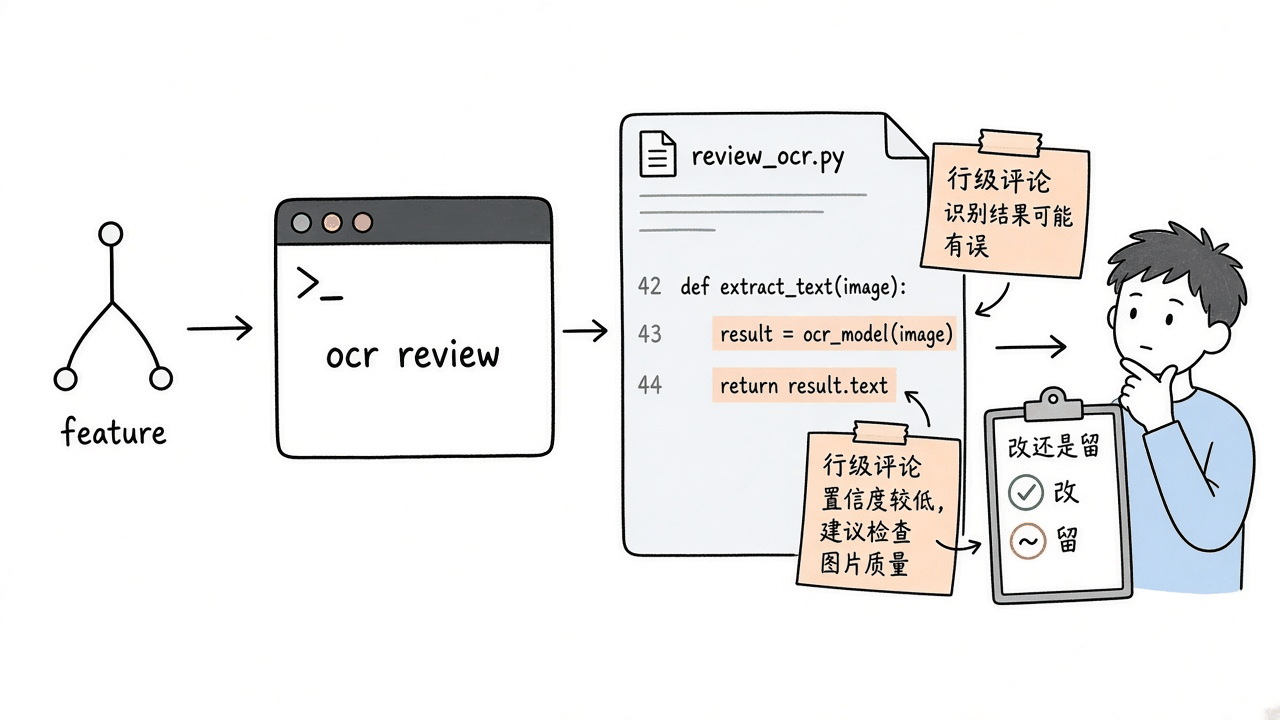 feature
>_
ocr review
review_ocr.py
42 def extract_text(image):
43 result = ocr_model(image)
44 return result.text
行级评论
识别结果可能
有误
行级评论
置信度较低,
建议检查
图片质量
改还是留
✓ 改
~ 留